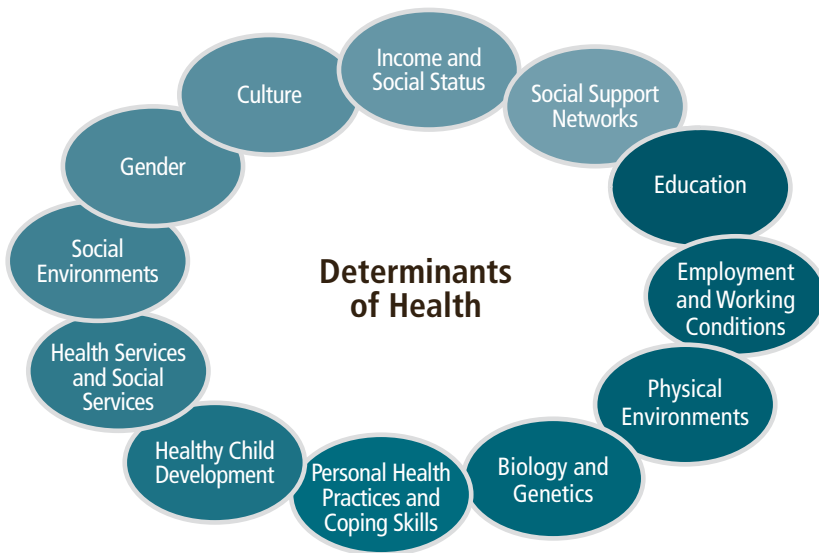 Determinants
of Health
Income and
Social Status
Social Support
Networks
Education
Employment
and Working
Conditions
Physical
Environments
Biology and
Genetics
Personal Health
Practices and
Coping Skills
Healthy Child
Development
Health Services
and Social
Services
Social
Environments
Gender
Culture